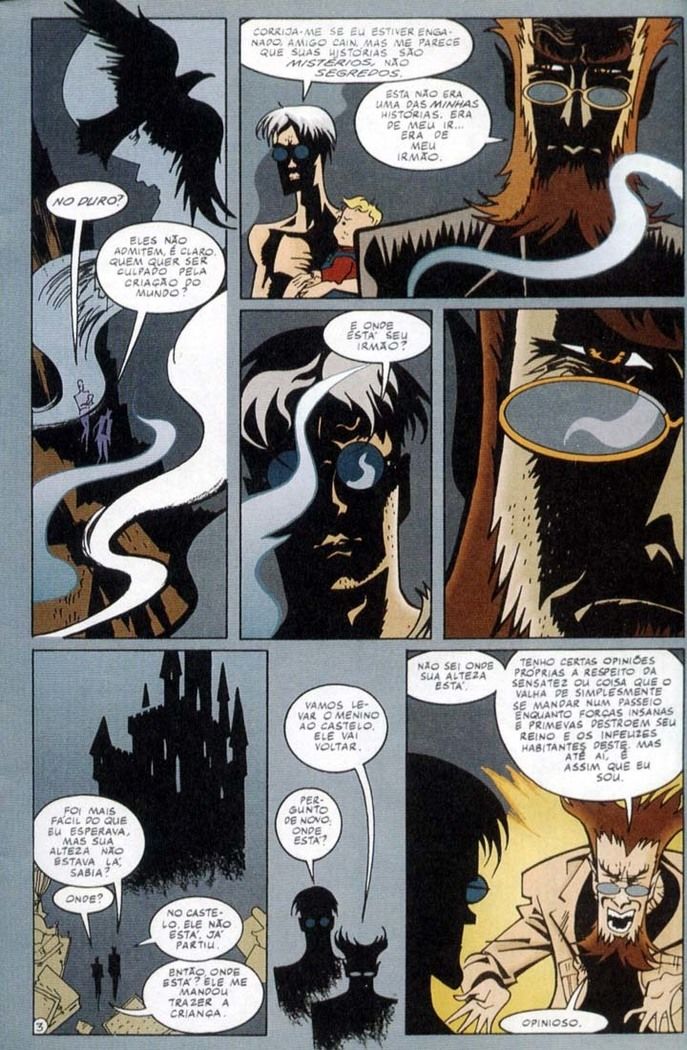 NO DURO?
ELES NÃO
ADMITEM, É CLARO.
QUEM QUER SER
CULPADO PELA
CRIAÇÃO DO
MUNDO?
CORRIJA-ME SE EU ESTIVER ENGA-
NADO, AMIGO CAIN, MAS ME PARECE
QUE SUAS HISTÓRIAS SÃO
MISTÉRIOS, NÃO
SEGREDOS.
ESTA NÃO ERA
UMA DAS MINHAS
HISTÓRIAS. ERA
DE MEU IR...
ERA DE
MEU
IRMÃO.
E ONDE
ESTÁ SEU
IRMÃO?
FOI MAIS
FÁCIL DO QUE
EU ESPERAVA,
MAS SUA
ALTEZA NÃO
ESTAVA LÁ,
SABIA?
ONDE?
NO CASTE-
LO. ELE NÃO
ESTÁ, JÁ
PARTIU.
ENTÃO, ONDE
ESTÁ? ELE ME
MANDOU
TRAZER A
CRIANÇA.
3
VAMOS LE-
VAR O MENINO
AO CASTELO.
ELE VAI
VOLTAR.
PER-
GUNTO
DE NOVO:
ONDE
ESTÁ?
NÃO SEI ONDE
SUA ALTEZA
ESTÁ.
TENHO CERTAS OPINIÕES
PRÓPRIAS A RESPEITO DA
SENSATEZ OU COISA QUE O
VALHA DE SIMPLESMENTE
SE MANDAR NUM PASSEIO
ENQUANTO FORÇAS INSANAS
E PRIMEVAS DESTROEM SEU
REINO E OS INFELIZES
HABITANTES DESTE. MAS
ATÉ AÍ, É
ASSIM QUE EU
SOU.
OPINIOSO.